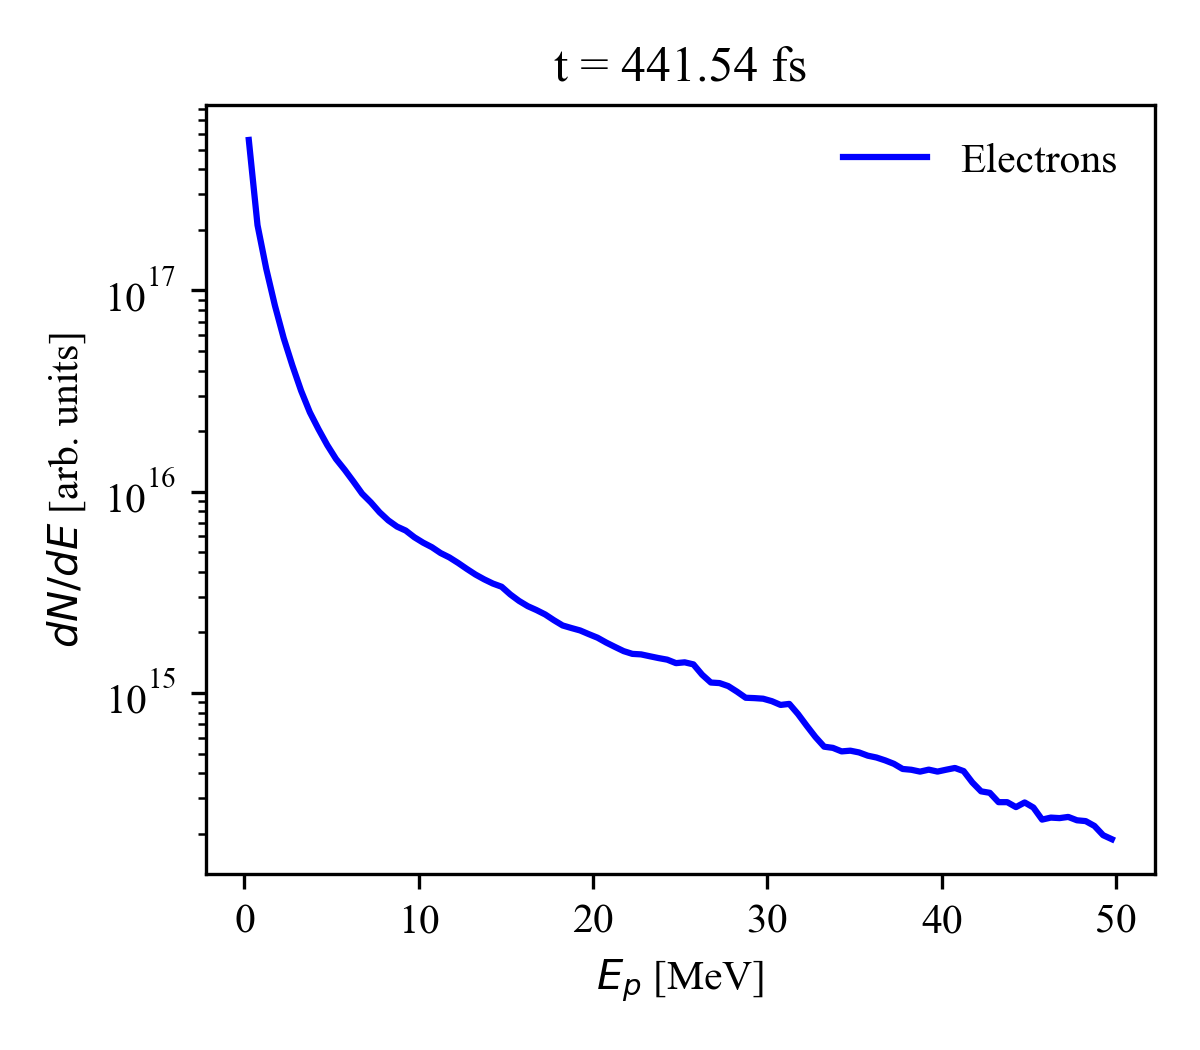 t = 441.54 fs
Electrons
10^17
10^16
10^15
dN/dE [arb. units]
0 10 20 30 40 50
E_p [MeV]